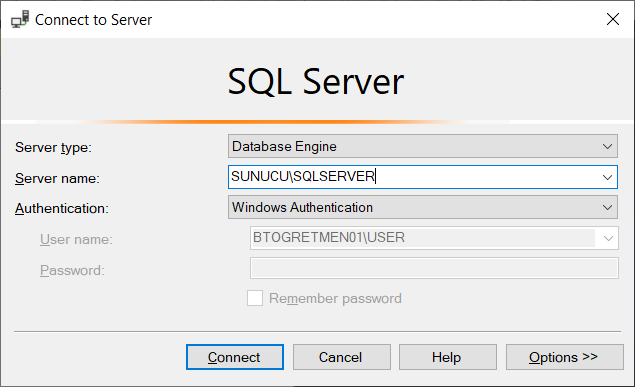 Connect to Server
SQL Server
Server type: Database Engine
Server name: SUNUCU\SQLSERVER
Authentication: Windows Authentication
User name: BTOGRETMEN01\USER
Password:
Remember password
Connect Cancel Help Options >>